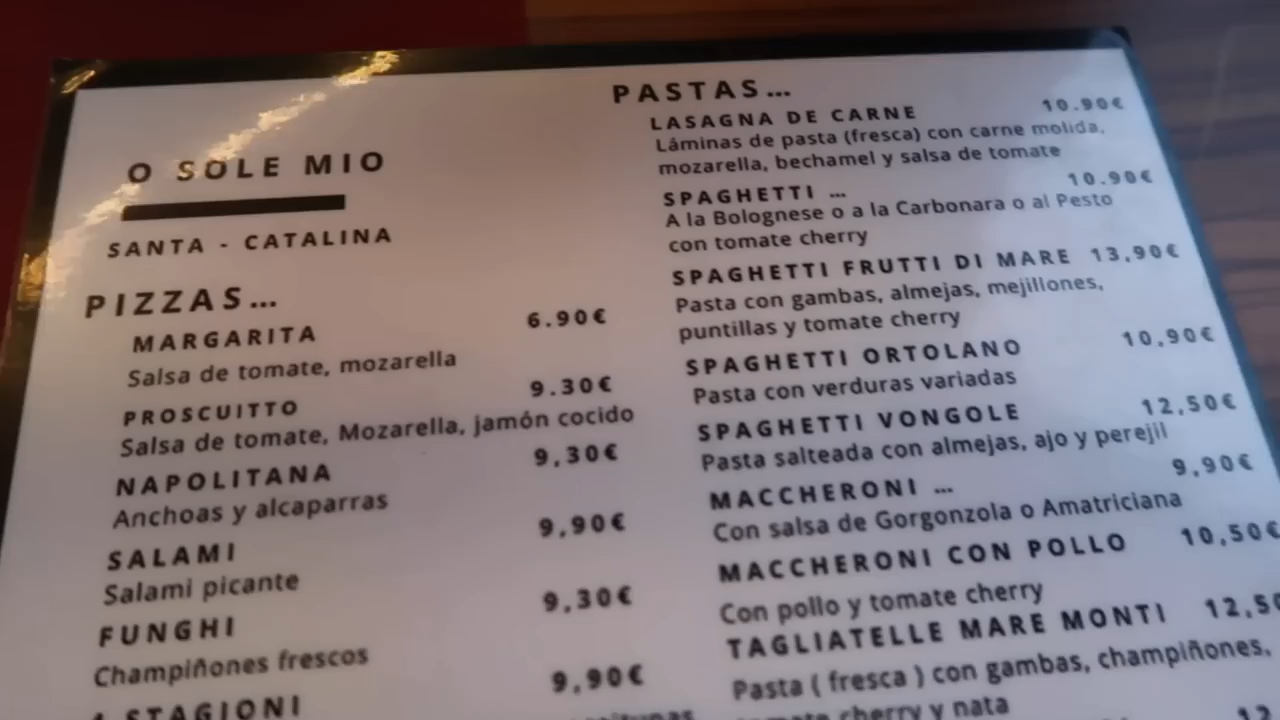 O SOLE MIO
SANTA - CATALINA
PIZZAS...
MARGARITA 6.90€
Salsa de tomate, mozarella
PROSCUITTO 9.30€
Salsa de tomate, Mozarella, jamón cocido
NAPOLITANA 9,30€
Anchoas y alcaparras
SALAMI 9,90€
Salami picante
FUNGHI 9,30€
Champiñones frescos
4 STAGIONI 9,90€
PASTAS...
LASAGNA DE CARNE 10.90€
Láminas de pasta (fresca) con carne molida,
mozarella, bechamel y salsa de tomate
SPAGHETTI ... 10.90€
A la Bolognese o a la Carbonara o al Pesto
con tomate cherry
SPAGHETTI FRUTTI DI MARE 13,90€
Pasta con gambas, almejas, mejillones,
puntillas y tomate cherry
SPAGHETTI ORTOLANO 10,90€
Pasta con verduras variadas
SPAGHETTI VONGOLE 12,50€
Pasta salteada con almejas, ajo y perejil
MACCHERONI ... 9,90€
Con salsa de Gorgonzola o Amatriciana
MACCHERONI CON POLLO 10,50€
Con pollo y tomate cherry
TAGLIATELLE MARE MONTI 12,50
Pasta ( fresca ) con gambas, champiñones,
tomate cherry y nata